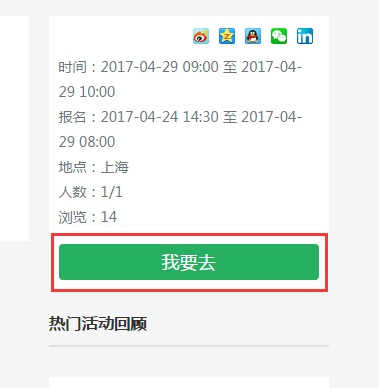 时间：2017-04-29 09:00 至 2017-04-
29 10:00
报名：2017-04-24 14:30 至 2017-04-
29 08:00
地点：上海
人数：1/1
浏览：14
我要去
热门活动回顾